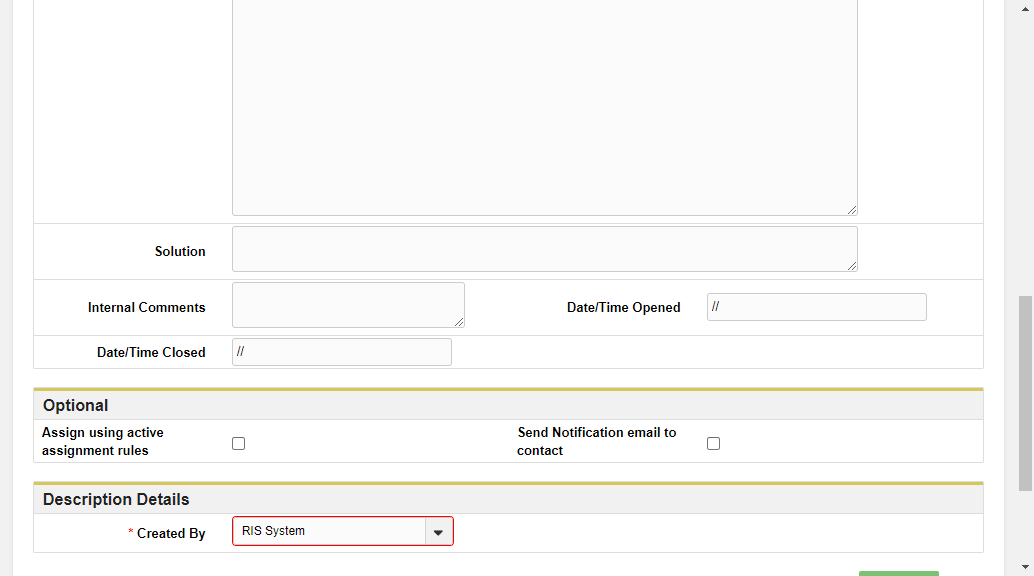 Solution
Internal Comments
Date/Time Opened
//
Date/Time Closed
//
Optional
Assign using active
assignment rules
Send Notification email to
contact
Description Details
* Created By
RIS System